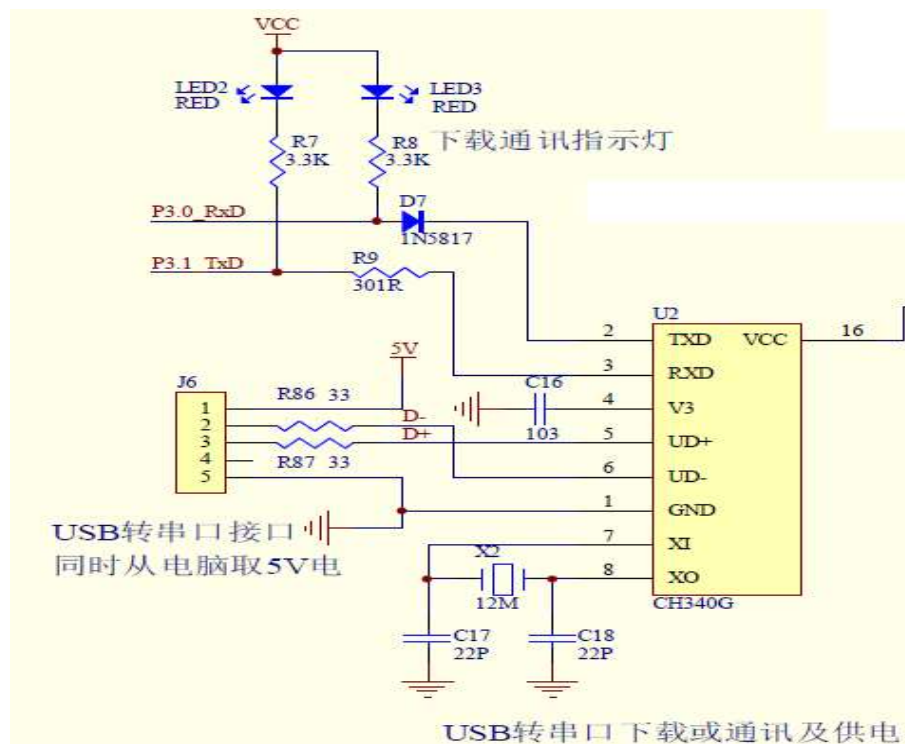 VCC
LED2
RED
LED3
RED
R7
3.3K
R8
3.3K
下载通讯指示灯
P3.0_RxD
D7
1N5817
P3.1_TxD
R9
301R
U2
2 TXD VCC 16
3 RXD
4 V3
5 UD+
6 UD-
1 GND
7 XI
8 XO
CH340G
5V
C16
103
J6
1
2
3
4
5
R86 33
D-
D+
R87 33
USB转串口接口
同时从电脑取5V电
X2
12M
C17
22P
C18
22P
USB转串口下载或通讯及供电